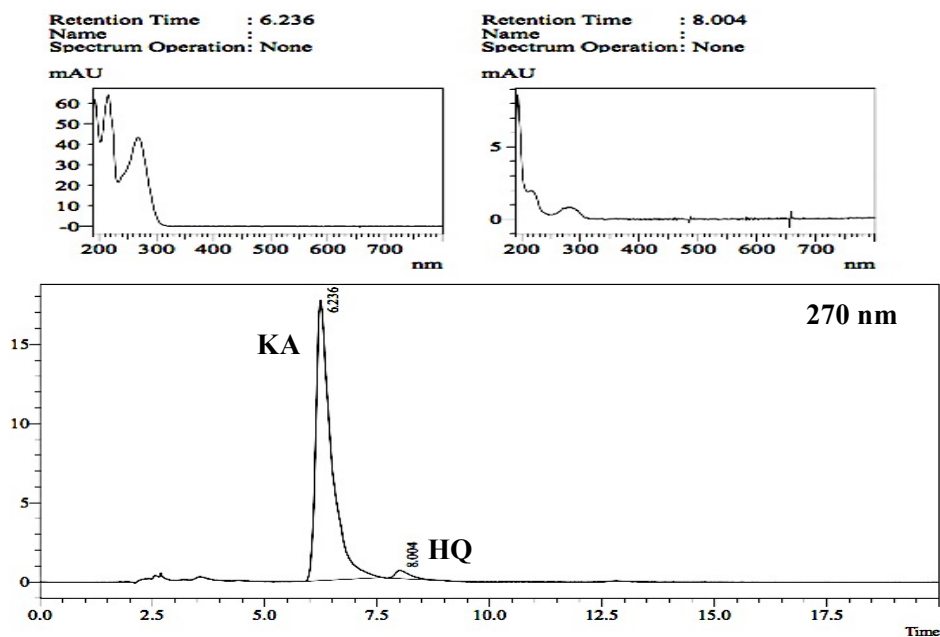 Retention Time : 6.236
Name :
Spectrum Operation: None
mAU
60
50
40
30
20
10
-0
200 300 400 500 600 700
nm
Retention Time : 8.004
Name :
Spectrum Operation: None
mAU
5
0
200 300 400 500 600 700
nm
270 nm
6.236
KA
8.004
HQ
15
10
5
0
0.0 2.5 5.0 7.5 10.0 12.5 15.0 17.5
Time